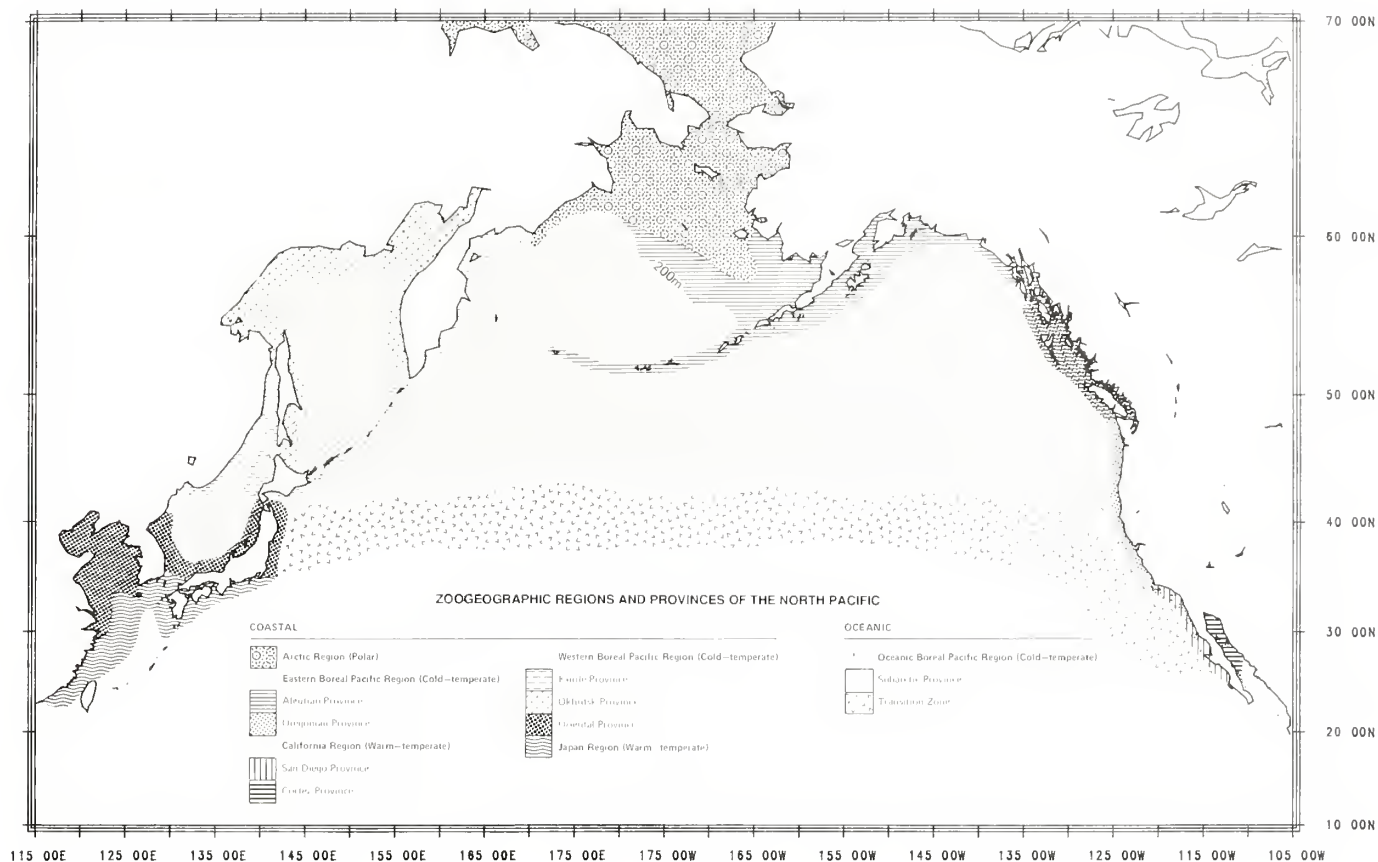 70 00N
60 00N
200m
50 00N
40 00N
ZOOGEOGRAPHIC REGIONS AND PROVINCES OF THE NORTH PACIFIC
COASTAL
Arctic Region (Polar)
Eastern Boreal Pacific Region (Cold-temperate)
Aleutian Province
Oregonian Province
California Region (Warm-temperate)
San Diego Province
Cortez Province
Western Boreal Pacific Region (Cold-temperate)
Kurile Province
Okhotsk Province
Oriental Province
Japan Region (Warm temperate)
OCEANIC
Oceanic Boreal Pacific Region (Cold-temperate)
Subarctic Province
Transition Zone
30 00N
20 00N
10 00N
115 00E 125 00E 135 00E 145 00E 155 00E 165 00E 175 00W 165 00W 155 00W 145 00W 135 00W 125 00W 115 00W 105 00W